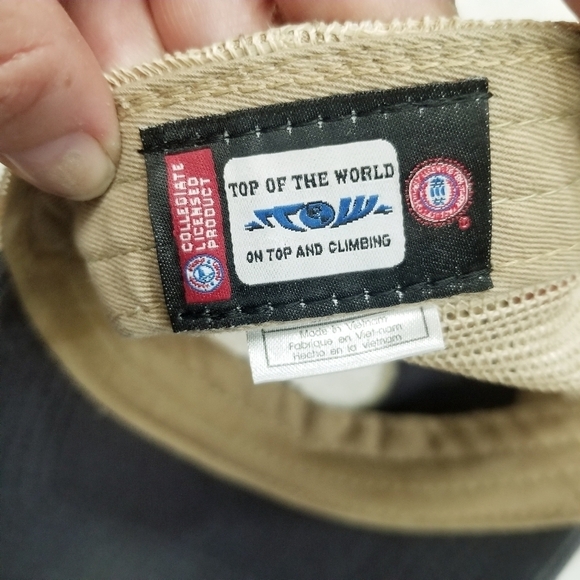 COLLEGIATE
LICENSED
PRODUCT
TOP OF THE WORLD
TOW
ON TOP AND CLIMBING
Made in Vietnam
Fabriqué en Viet-nam
Hecho en la vietnam